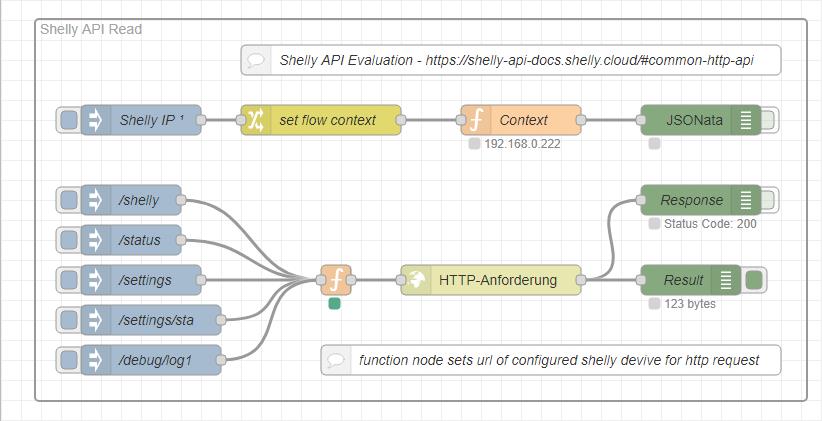 Shelly API Read
Shelly API Evaluation - https://shelly-api-docs.shelly.cloud/#common-http-api
Shelly IP ¹
set flow context
Context
JSONata
192.168.0.222
/shelly
Response
Status Code: 200
/status
/settings
HTTP-Anforderung
Result
123 bytes
/settings/sta
/debug/log1
function node sets url of configured shelly devive for http request